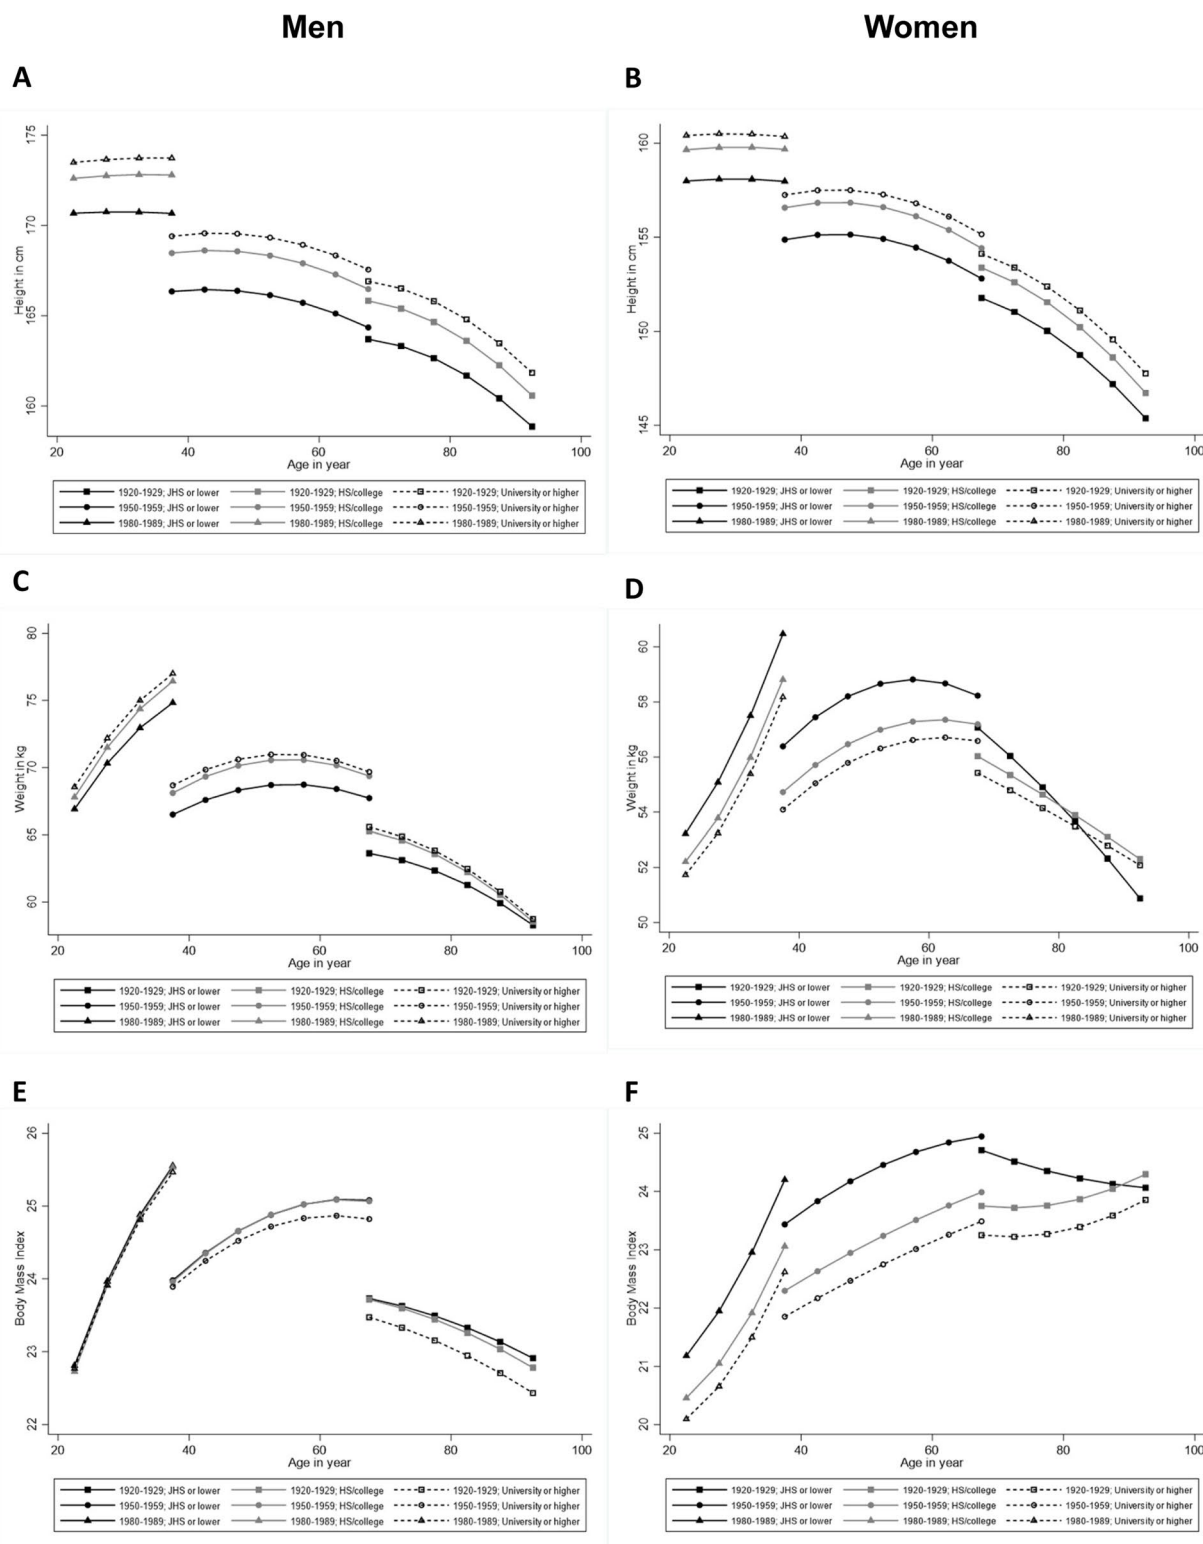 Men
Women
A
B
175
170
165
160
Height in cm
20 40 60 80 100
Age in year
1920-1929; JHS or lower 1920-1929; HS/college 1920-1929; University or higher
1950-1959; JHS or lower 1950-1959; HS/college 1950-1959; University or higher
1980-1989; JHS or lower 1980-1989; HS/college 1980-1989; University or higher
160
155
150
145
Height in cm
20 40 60 80 100
Age in year
1920-1929; JHS or lower 1920-1929; HS/college 1920-1929; University or higher
1950-1959; JHS or lower 1950-1959; HS/college 1950-1959; University or higher
1980-1989; JHS or lower 1980-1989; HS/college 1980-1989; University or higher
C
D
80
75
70
65
60
Weight in kg
20 40 60 80 100
Age in year
1920-1929; JHS or lower 1920-1929; HS/college 1920-1929; University or higher
1950-1959; JHS or lower 1950-1959; HS/college 1950-1959; University or higher
1980-1989; JHS or lower 1980-1989; HS/college 1980-1989; University or higher
60
58
56
54
52
50
Weight in kg
20 40 60 80 100
Age in year
1920-1929; JHS or lower 1920-1929; HS/college 1920-1929; University or higher
1950-1959; JHS or lower 1950-1959; HS/college 1950-1959; University or higher
1980-1989; JHS or lower 1980-1989; HS/college 1980-1989; University or higher
E
F
26
25
24
23
22
Body Mass Index
20 40 60 80 100
Age in year
1920-1929; JHS or lower 1920-1929; HS/college 1920-1929; University or higher
1950-1959; JHS or lower 1950-1959; HS/college 1950-1959; University or higher
1980-1989; JHS or lower 1980-1989; HS/college 1980-1989; University or higher
25
24
23
22
21
20
Body Mass Index
20 40 60 80 100
Age in year
1920-1929; JHS or lower 1920-1929; HS/college 1920-1929; University or higher
1950-1959; JHS or lower 1950-1959; HS/college 1950-1959; University or higher
1980-1989; JHS or lower 1980-1989; HS/college 1980-1989; University or higher